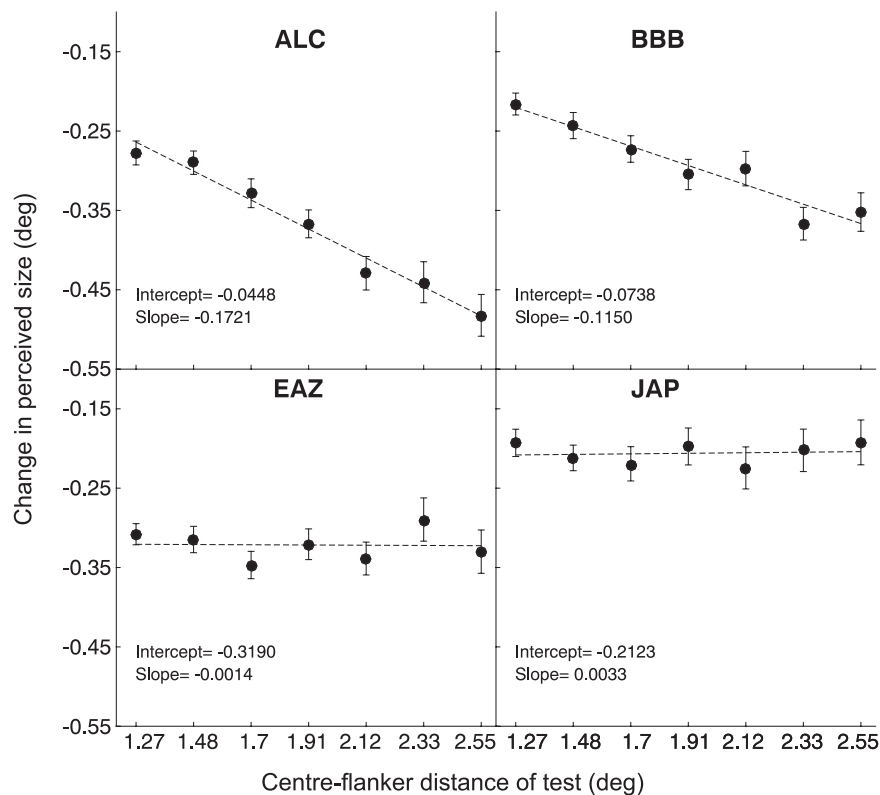 ALC
BBB
-0.15
-0.25
-0.35
-0.45
-0.55
Intercept= -0.0448
Slope= -0.1721
Intercept= -0.0738
Slope= -0.1150
EAZ
JAP
-0.15
-0.25
-0.35
-0.45
-0.55
Intercept= -0.3190
Slope= -0.0014
Intercept= -0.2123
Slope= 0.0033
1.27 1.48 1.7 1.91 2.12 2.33 2.55
1.27 1.48 1.7 1.91 2.12 2.33 2.55
Change in perceived size (deg)
Centre-flanker distance of test (deg)